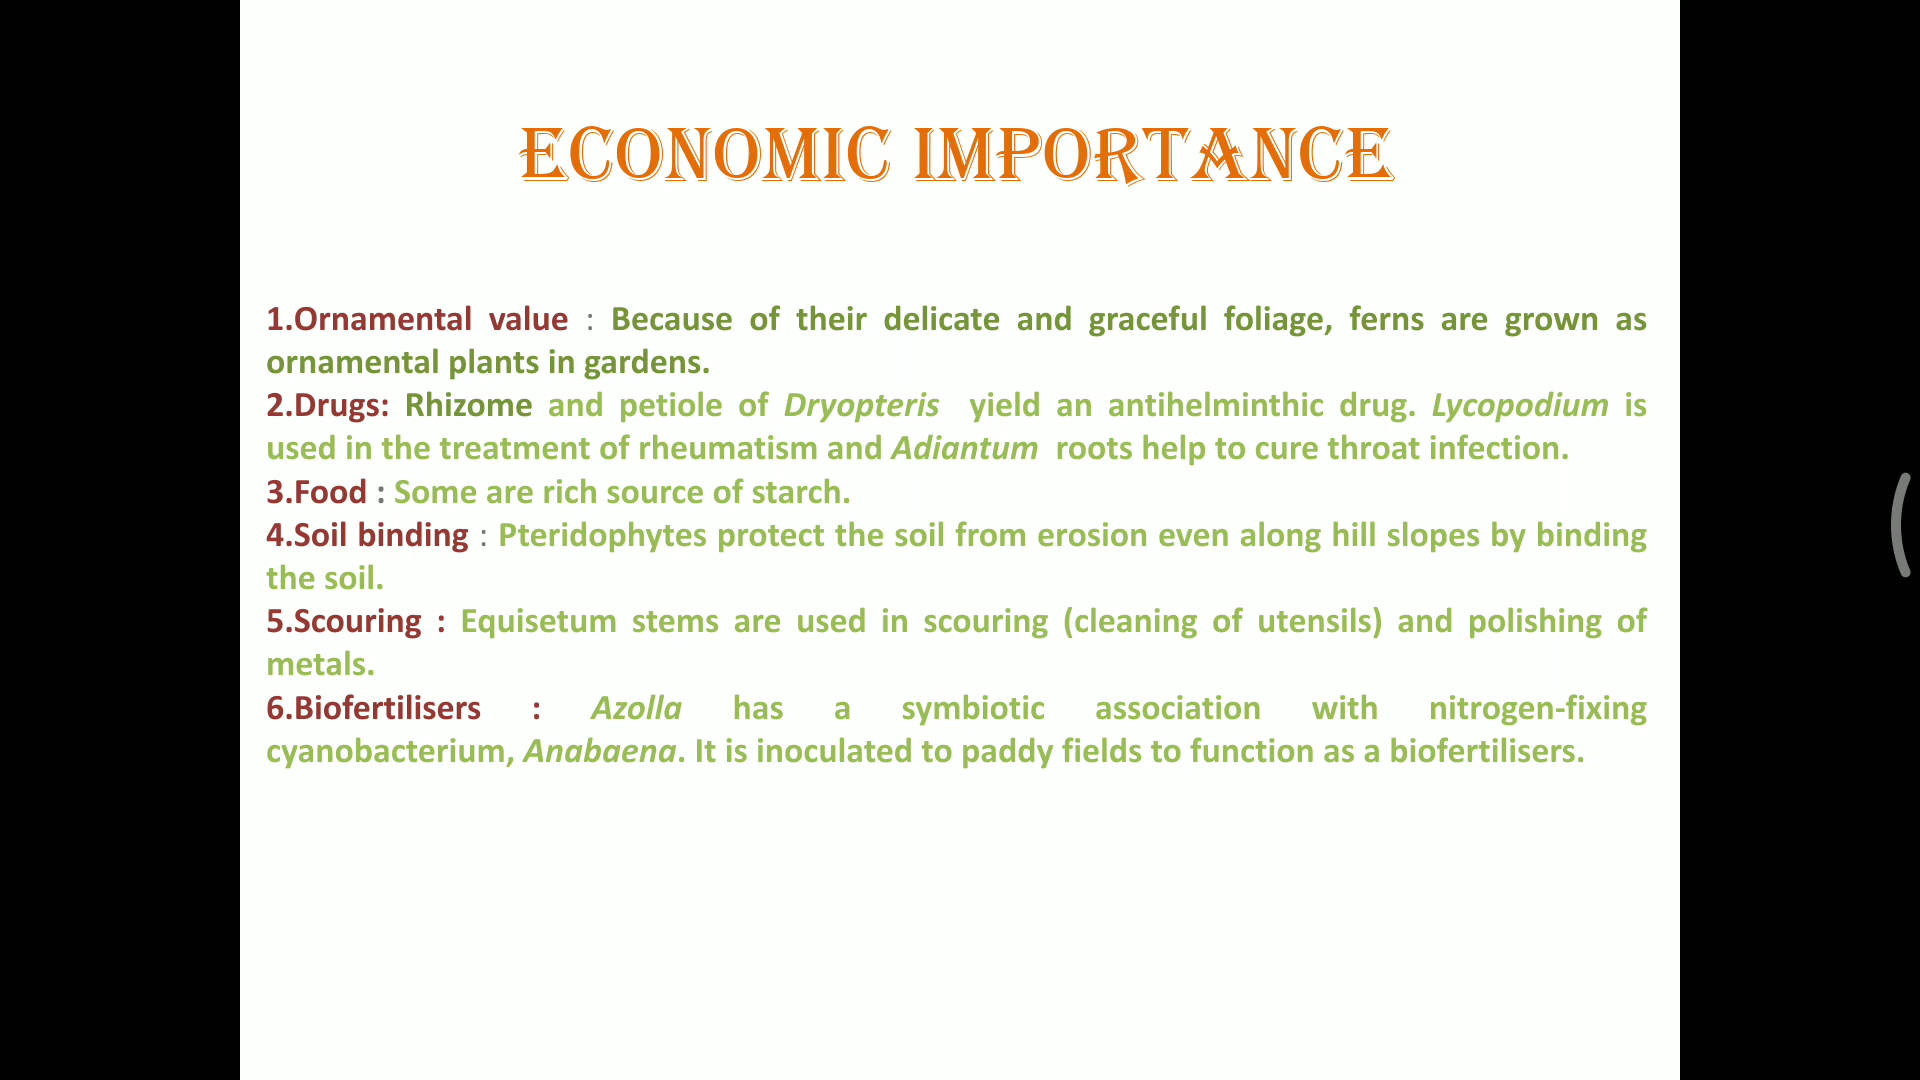 ECONOMIC IMPORTANCE
1.Ornamental value : Because of their delicate and graceful foliage, ferns are grown as
ornamental plants in gardens.
2.Drugs: Rhizome and petiole of Dryopteris yield an antihelminthic drug. Lycopodium is
used in the treatment of rheumatism and Adiantum roots help to cure throat infection.
3.Food : Some are rich source of starch.
4.Soil binding : Pteridophytes protect the soil from erosion even along hill slopes by binding
the soil.
5.Scouring : Equisetum stems are used in scouring (cleaning of utensils) and polishing of
metals.
6.Biofertilisers : Azolla has a symbiotic association with nitrogen-fixing
cyanobacterium, Anabaena. It is inoculated to paddy fields to function as a biofertilisers.